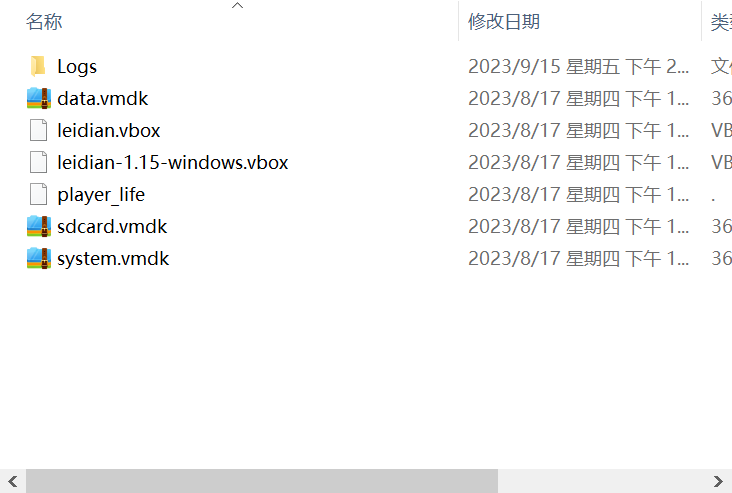 名称 修改日期 类
Logs 2023/9/15 星期五 下午 2... 文
data.vmdk 2023/8/17 星期四 下午 1... 36
leidian.vbox 2023/8/17 星期四 下午 1... VB
leidian-1.15-windows.vbox 2023/8/17 星期四 下午 1... VB
player_life 2023/8/17 星期四 下午 1... .
sdcard.vmdk 2023/8/17 星期四 下午 1... 36
system.vmdk 2023/8/17 星期四 下午 1... 36